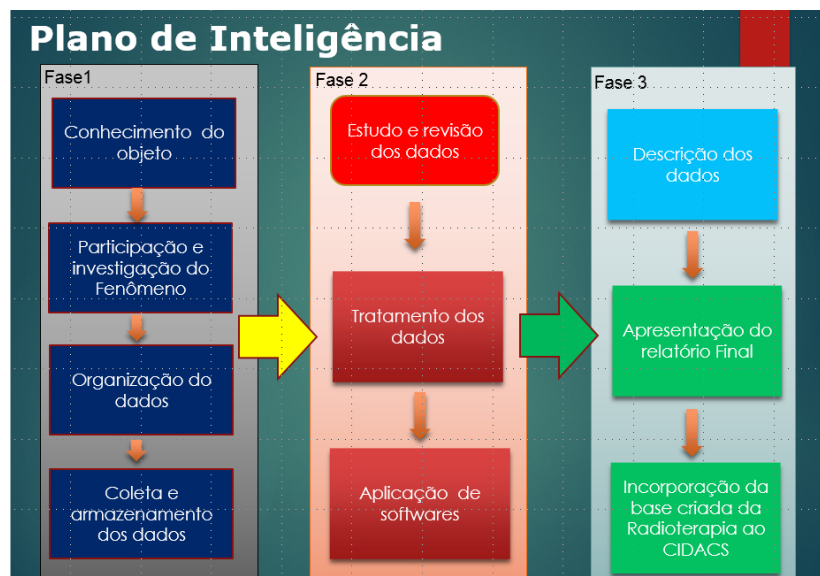 Plano de Inteligência
Fase1
Conhecimento do
objeto
Participação e
investigação do
Fenômeno
Organização do
dados
Coleta e
armazenamento
dos dados
Fase 2
Estudo e revisão
dos dados
Tratamento dos
dados
Aplicação de
softwares
Fase 3
Descrição dos
dados
Apresentação do
relatório Final
Incorporação da
base criada da
Radioterapia ao
CIDACS